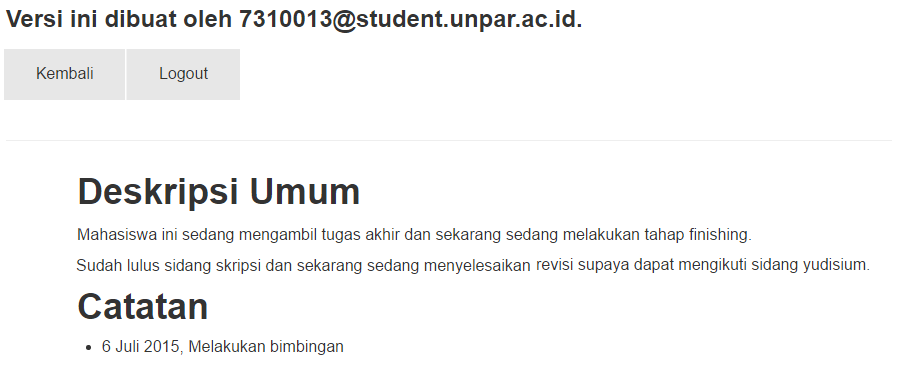 Versi ini dibuat oleh 7310013@student.unpar.ac.id.
Kembali Logout
Deskripsi Umum
Mahasiswa ini sedang mengambil tugas akhir dan sekarang sedang melakukan tahap finishing.
Sudah lulus sidang skripsi dan sekarang sedang menyelesaikan revisi supaya dapat mengikuti sidang yudisium.
Catatan
• 6 Juli 2015, Melakukan bimbingan